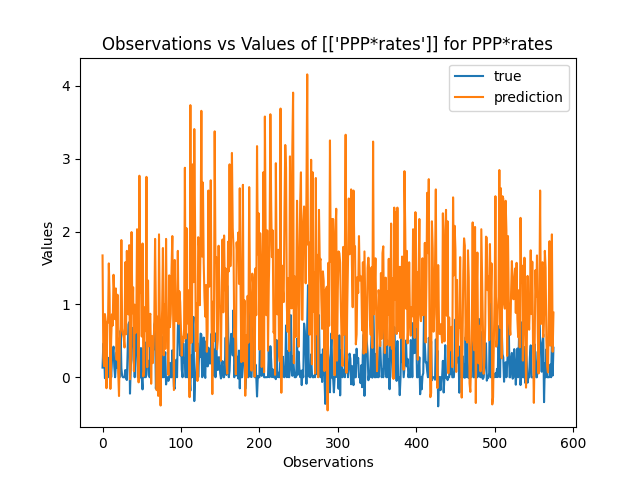 Observations vs Values of [['PPP*rates']] for PPP*rates
true
prediction
4
3
2
1
0
Values
0
100
200
300
400
500
600
Observations